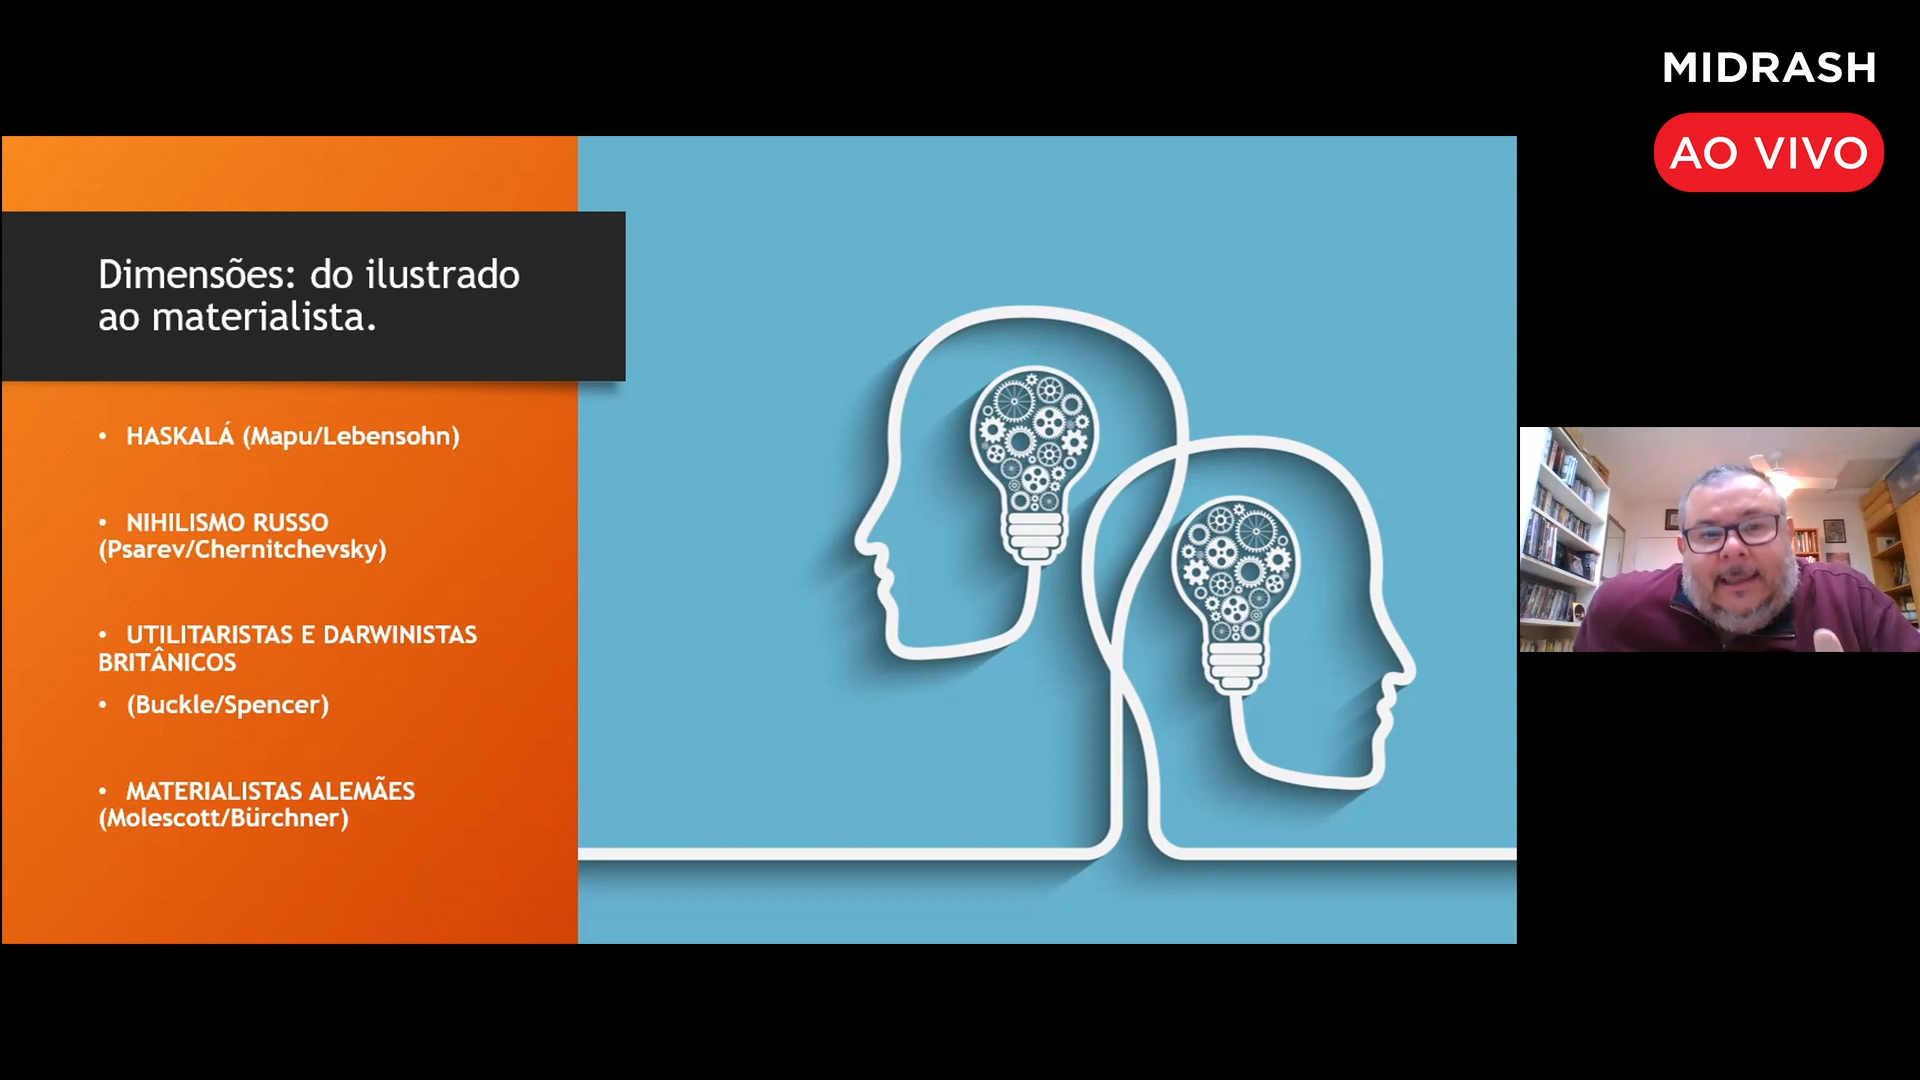 MIDRASH
AO VIVO
Dimensões: do ilustrado
ao materialista.
• HASKALÁ (Mapu/Lebensohn)
• NIHILISMO RUSSO
(Psarev/Chernitchevsky)
• UTILITARISTAS E DARWINISTAS
BRITÂNICOS
• (Buckle/Spencer)
• MATERIALISTAS ALEMÃES
(Molescott/Bürchner)